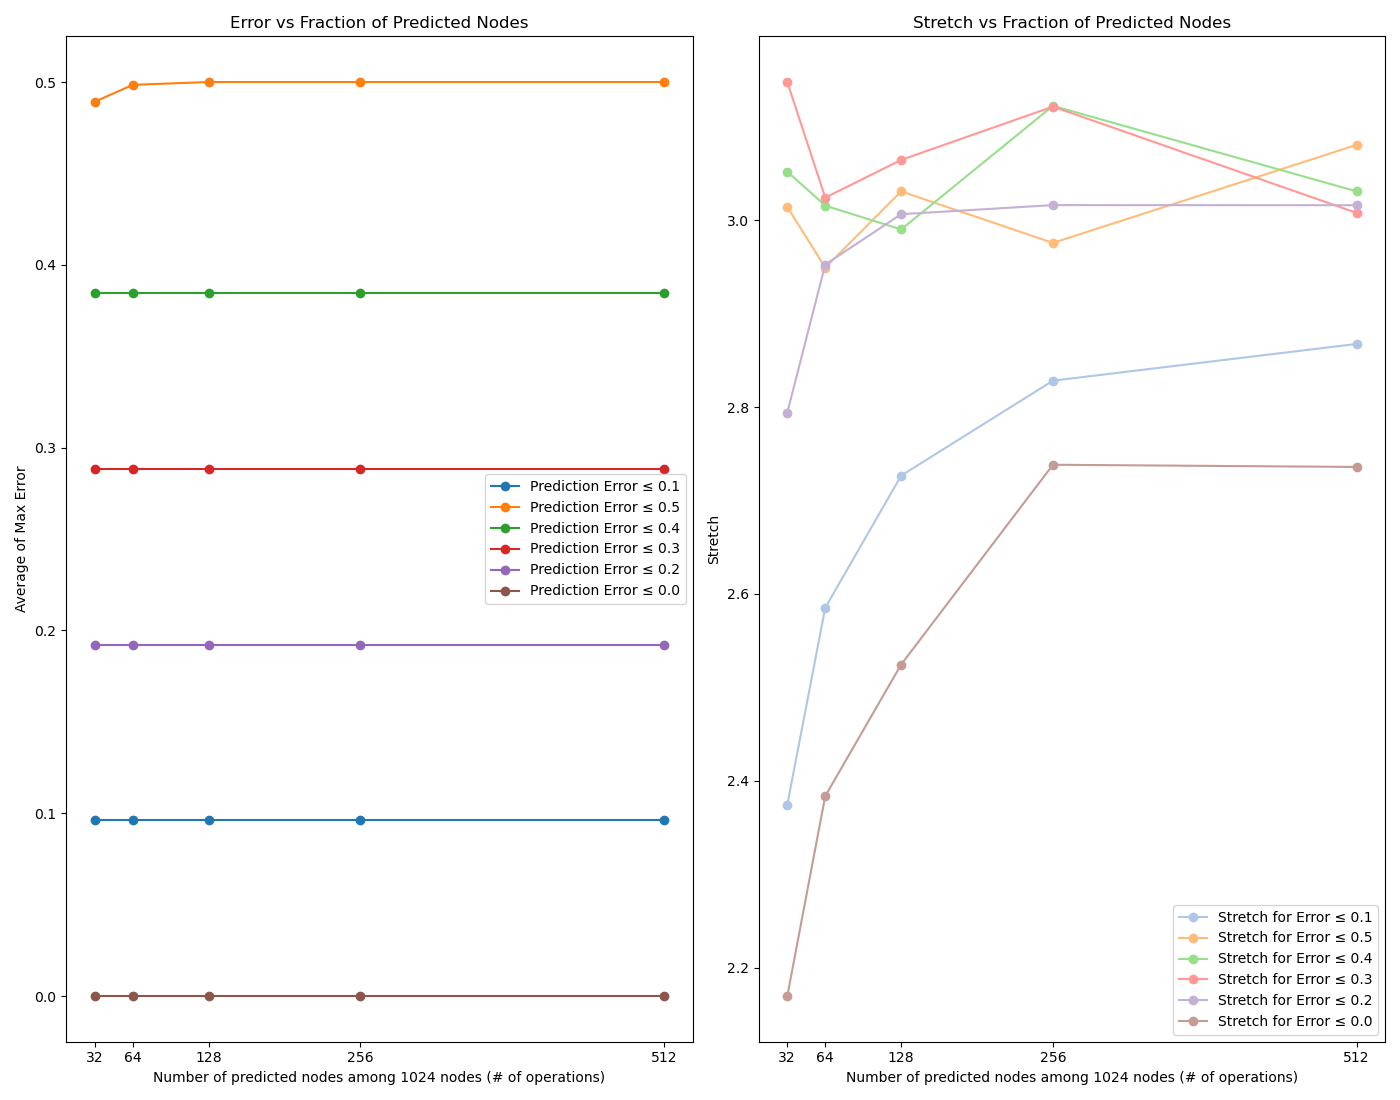 Error vs Fraction of Predicted Nodes
Average of Max Error
0.5
0.4
0.3
0.2
0.1
0.0
Prediction Error ≤ 0.1
Prediction Error ≤ 0.5
Prediction Error ≤ 0.4
Prediction Error ≤ 0.3
Prediction Error ≤ 0.2
Prediction Error ≤ 0.0
32 64 128 256 512
Number of predicted nodes among 1024 nodes (# of operations)
Stretch vs Fraction of Predicted Nodes
Stretch
3.0
2.8
2.6
2.4
2.2
Stretch for Error ≤ 0.1
Stretch for Error ≤ 0.5
Stretch for Error ≤ 0.4
Stretch for Error ≤ 0.3
Stretch for Error ≤ 0.2
Stretch for Error ≤ 0.0
32 64 128 256 512
Number of predicted nodes among 1024 nodes (# of operations)